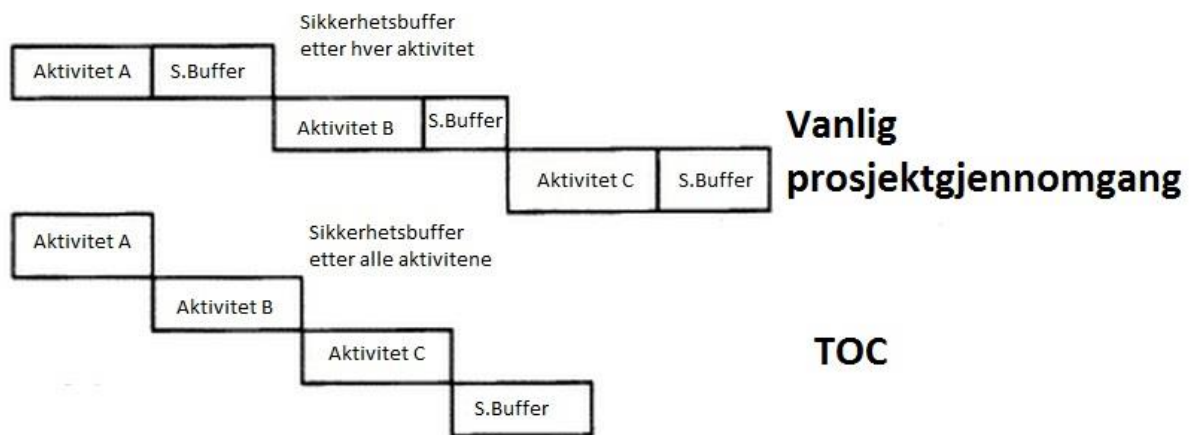 Sikkerhetsbuffer
etter hver aktivitet
Aktivitet A
S.Buffer
Aktivitet B
S.Buffer
Aktivitet C
S.Buffer
Vanlig
prosjektgjennomgang
Aktivitet A
Sikkerhetsbuffer
etter alle aktivitene
Aktivitet B
Aktivitet C
S.Buffer
TOC